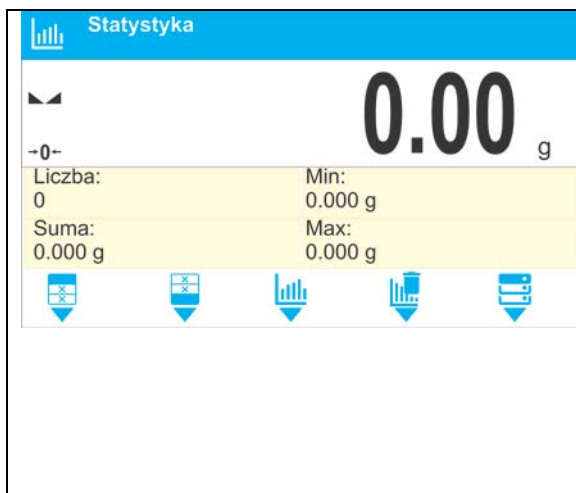 Statystyka
0.00 g
→0←
Liczba:
0
Min:
0.000 g
Suma:
0.000 g
Max:
0.000 g